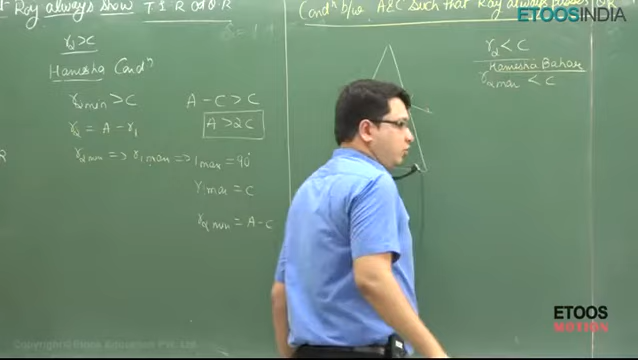 Ray always show T I R at Q.R
r₂ > C
Hamesha Condⁿ
r₂ min > C
r₂ = A - r₁
r₂ min => r₁ max => i max = 90°
r₁ max = C
r₂ min = A - C
A - C > C
A > 2C
Condⁿ b/w A & C such that Ray always
r₂ < C
Hamesha Bahar
r₂ max < C
ETOOSINDIA
ETOOS
MOTION